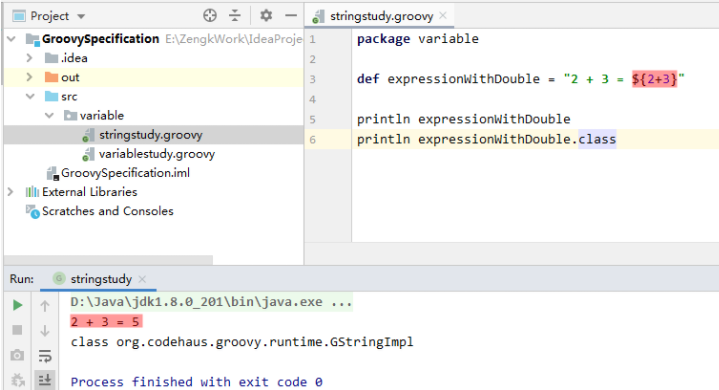 Project
GroovySpecification E:\ZengkWork\IdeaProje
.idea
out
src
variable
stringstudy.groovy
variablestudy.groovy
GroovySpecification.iml
External Libraries
Scratches and Consoles
stringstudy.groovy
1 package variable
2
3 def expressionWithDouble = "2 + 3 = ${2+3}"
4
5 println expressionWithDouble
6 println expressionWithDouble.class
Run: stringstudy
D:\Java\jdk1.8.0_201\bin\java.exe ...
2 + 3 = 5
class org.codehaus.groovy.runtime.GStringImpl
Process finished with exit code 0